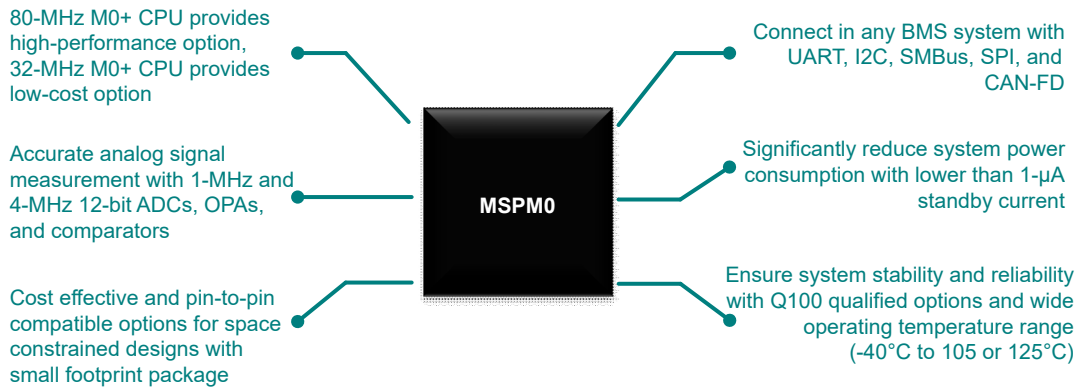 80-MHz M0+ CPU provides
high-performance option,
32-MHz M0+ CPU provides
low-cost option
Accurate analog signal
measurement with 1-MHz and
4-MHz 12-bit ADCs, OPAs,
and comparators
Cost effective and pin-to-pin
compatible options for space
constrained designs with
small footprint package
MSPM0
Connect in any BMS system with
UART, I2C, SMBus, SPI, and
CAN-FD
Significantly reduce system power
consumption with lower than 1-μA
standby current
Ensure system stability and reliability
with Q100 qualified options and wide
operating temperature range
(-40°C to 105 or 125°C)